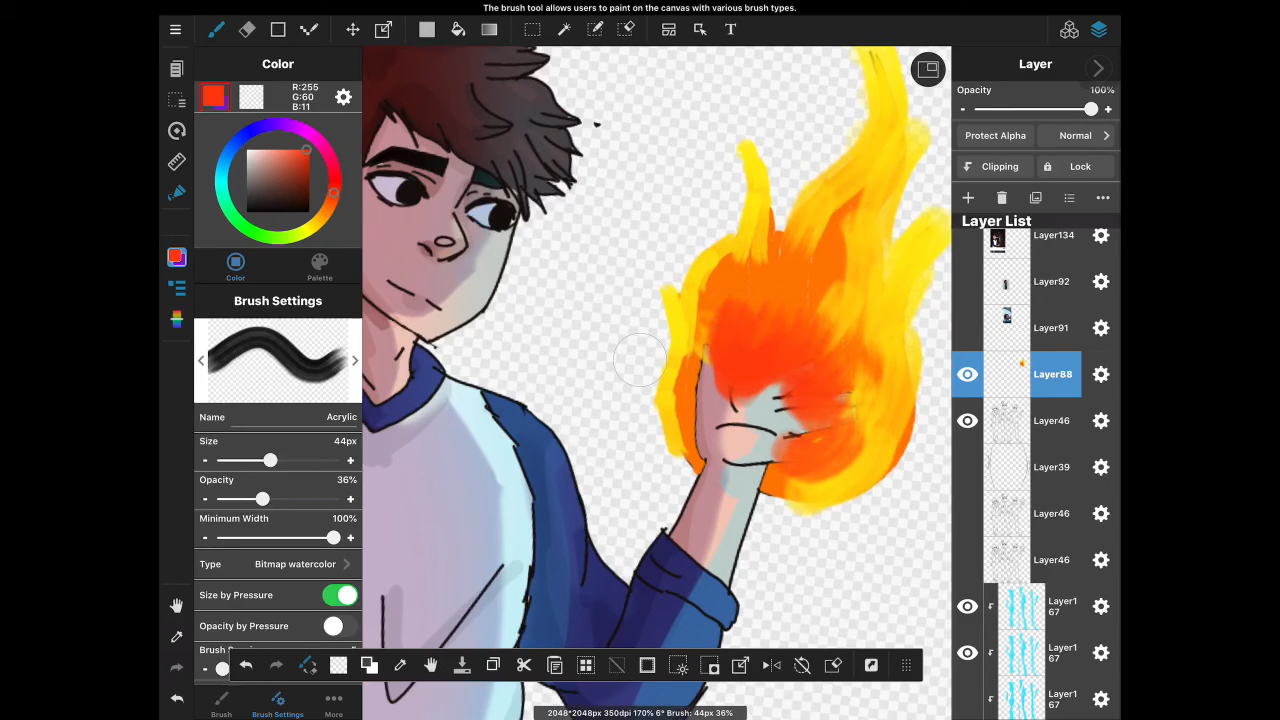 The brush tool allows users to paint on the canvas with various brush types.
T
Color
R:255
G:60
B:11
Color
Palette
Brush Settings
Name Acrylic
Size 44px
- +
Opacity 36%
- +
Minimum Width 100%
- +
Type Bitmap watercolor
Size by Pressure
Opacity by Pressure
-
Brush
Brush Settings
More
2048*2048px 350dpi 170% 6° Brush: 44px 36%
Layer
Opacity 100%
- +
Protect Alpha Normal
Clipping Lock
Layer List
Layer134
Layer92
Layer91
Layer88
Layer46
Layer39
Layer46
Layer46
Layer1
67
Layer1
67
Layer1
67